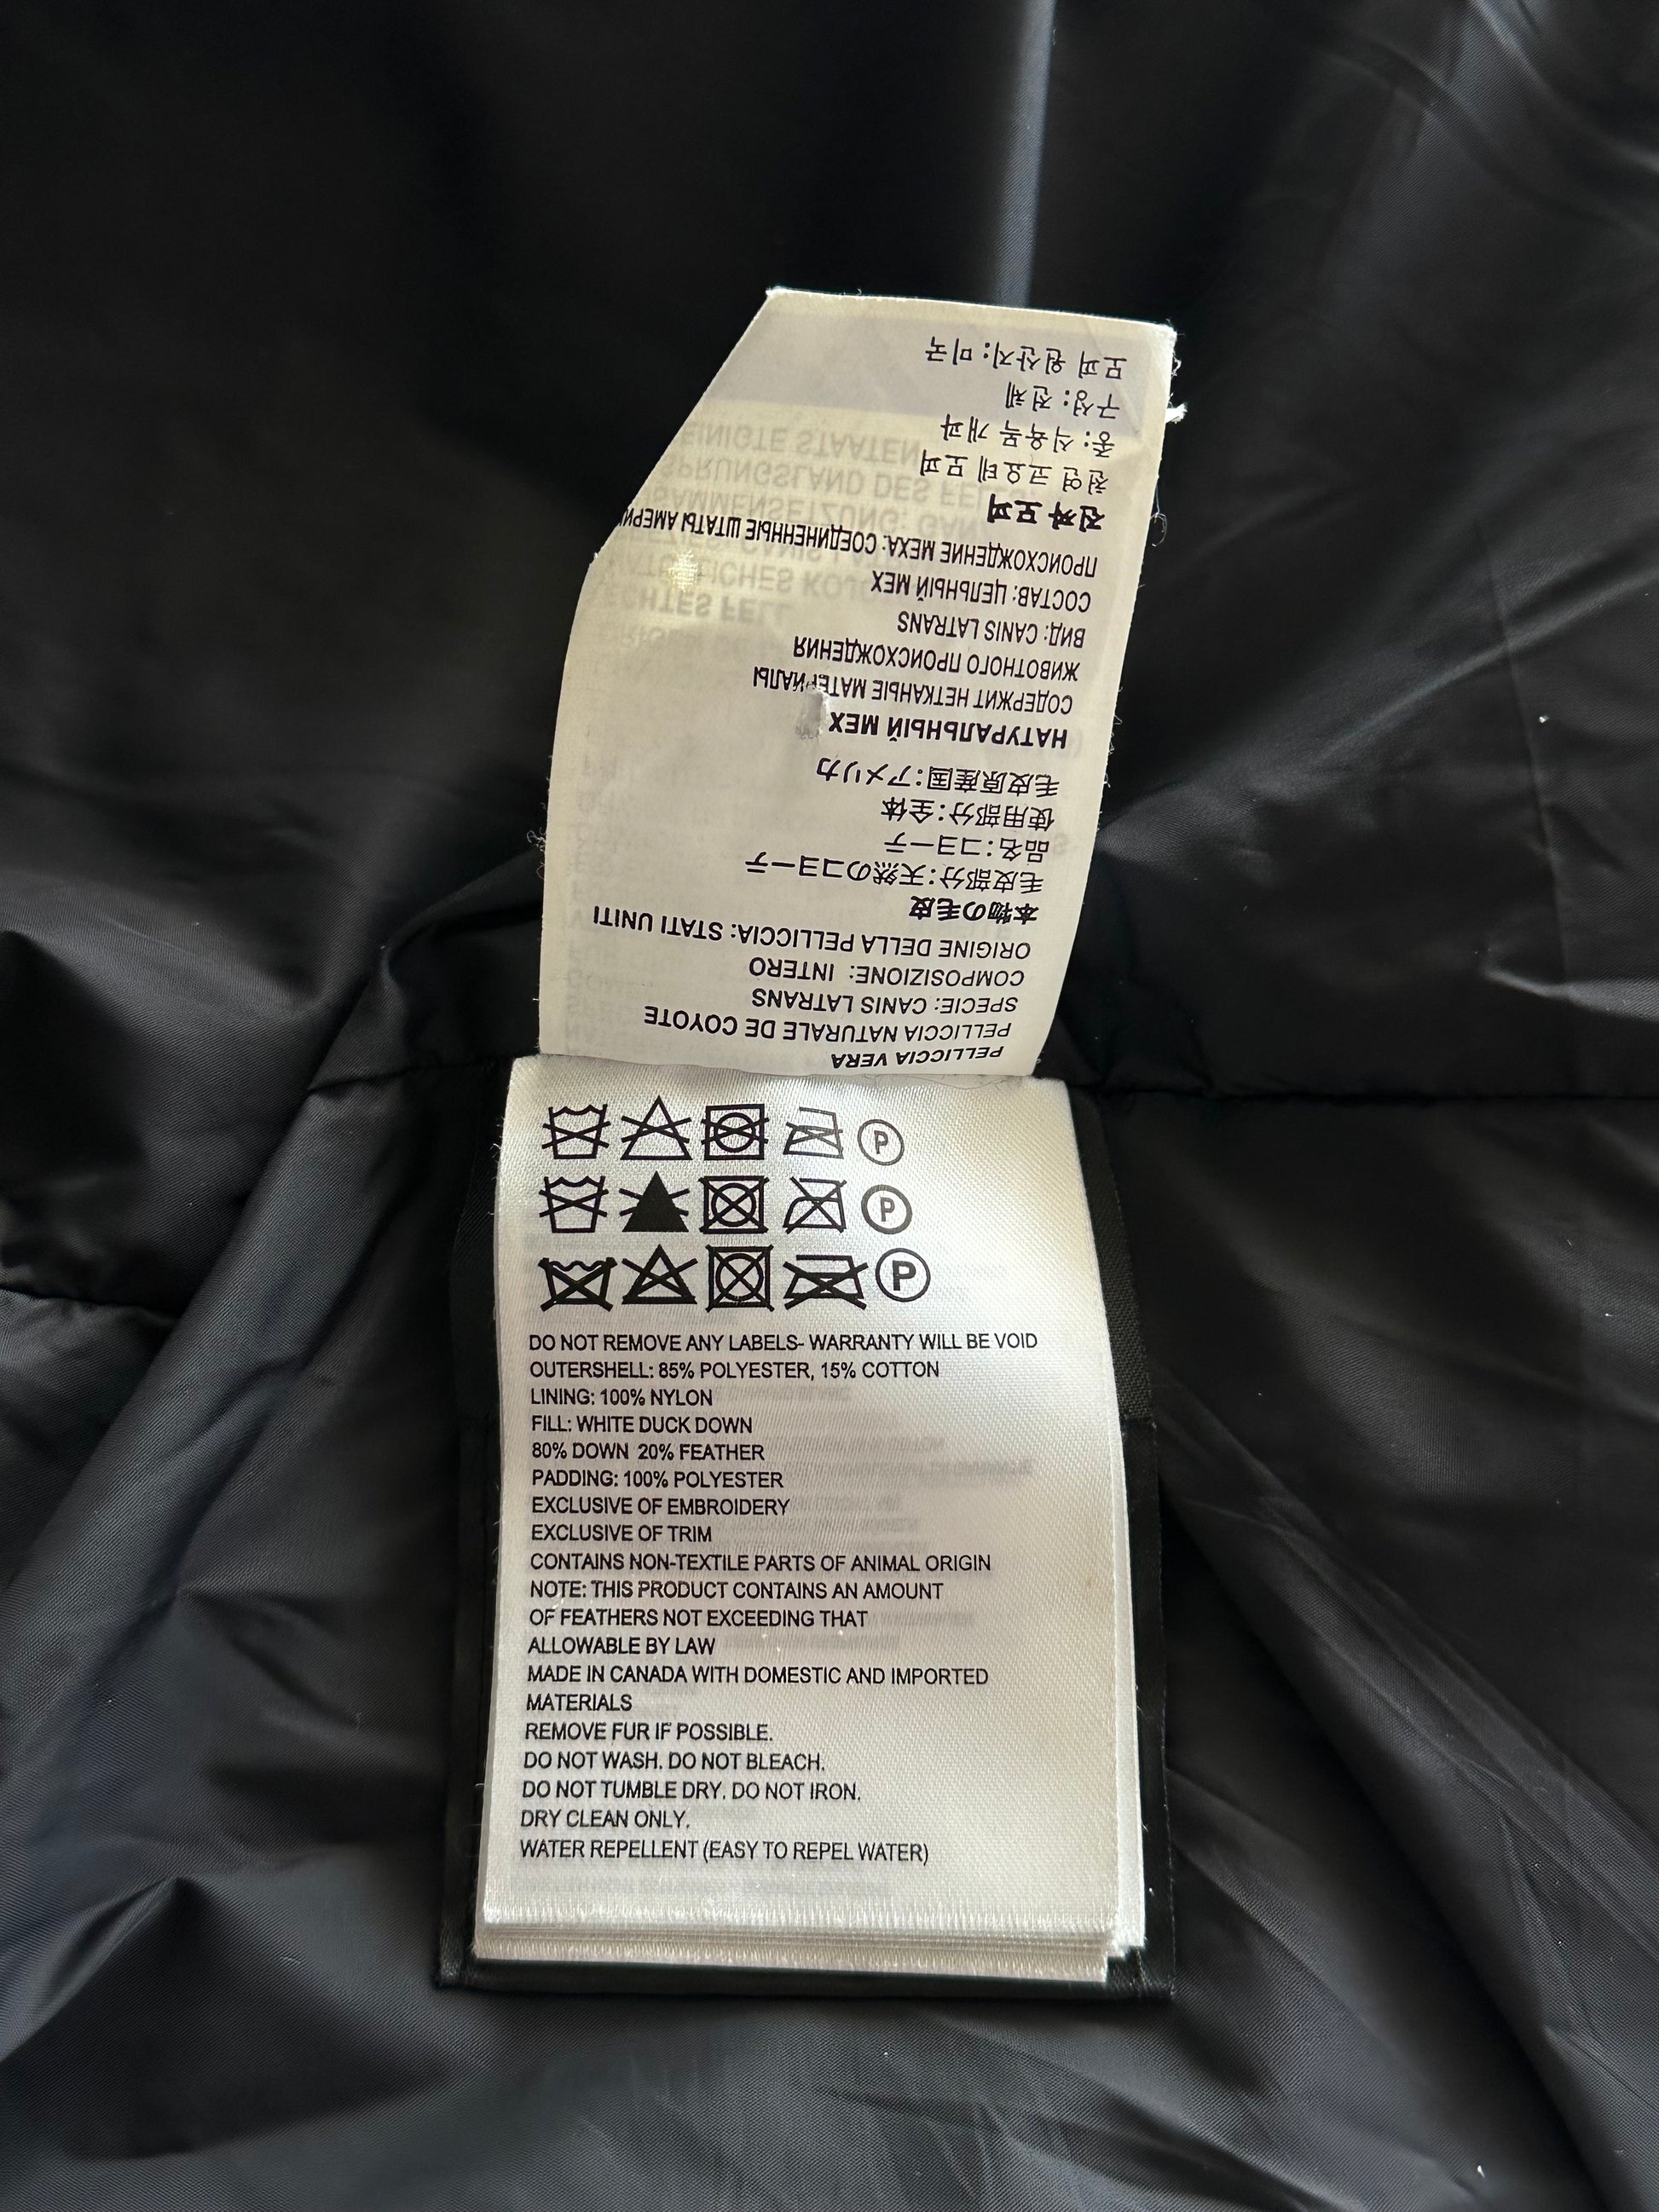 PELLICCIA VERA
PELLICCIA NATURALE DE COYOTE
SPECIE: CANIS LATRANS
COMPOSIZIONE: INTERO
ORIGINE DELLA PELLICCIA: STATI UNITI
本物の毛皮
毛皮部分:天然のコヨーテ
品名:コヨーテ
使用部分:全体
毛皮原産国:アメリカ
НАТУРАЛЬНЫЙ МЕХ
СОДЕРЖИТ НЕТКАНЫЕ МАТЕРИАЛЫ
ЖИВОТНОГО ПРОИСХОЖДЕНИЯ
ВИД: CANIS LATRANS
СОСТАВ: ЦЕЛЬНЫЙ МЕХ
ПРОИСХОЖДЕНИЕ МЕХА: СОЕДИНЕННЫЕ ШТАТЫ АМЕРИ
진짜 모피
천연 코요테 모피
종: 식육목 개과
구성: 전체
모피 원산지: 미국
P
P
P
DO NOT REMOVE ANY LABELS- WARRANTY WILL BE VOID
OUTERSHELL: 85% POLYESTER, 15% COTTON
LINING: 100% NYLON
FILL: WHITE DUCK DOWN
80% DOWN 20% FEATHER
PADDING: 100% POLYESTER
EXCLUSIVE OF EMBROIDERY
EXCLUSIVE OF TRIM
CONTAINS NON-TEXTILE PARTS OF ANIMAL ORIGIN
NOTE: THIS PRODUCT CONTAINS AN AMOUNT
OF FEATHERS NOT EXCEEDING THAT
ALLOWABLE BY LAW
MADE IN CANADA WITH DOMESTIC AND IMPORTED
MATERIALS
REMOVE FUR IF POSSIBLE.
DO NOT WASH. DO NOT BLEACH.
DO NOT TUMBLE DRY. DO NOT IRON.
DRY CLEAN ONLY.
WATER REPELLENT (EASY TO REPEL WATER)